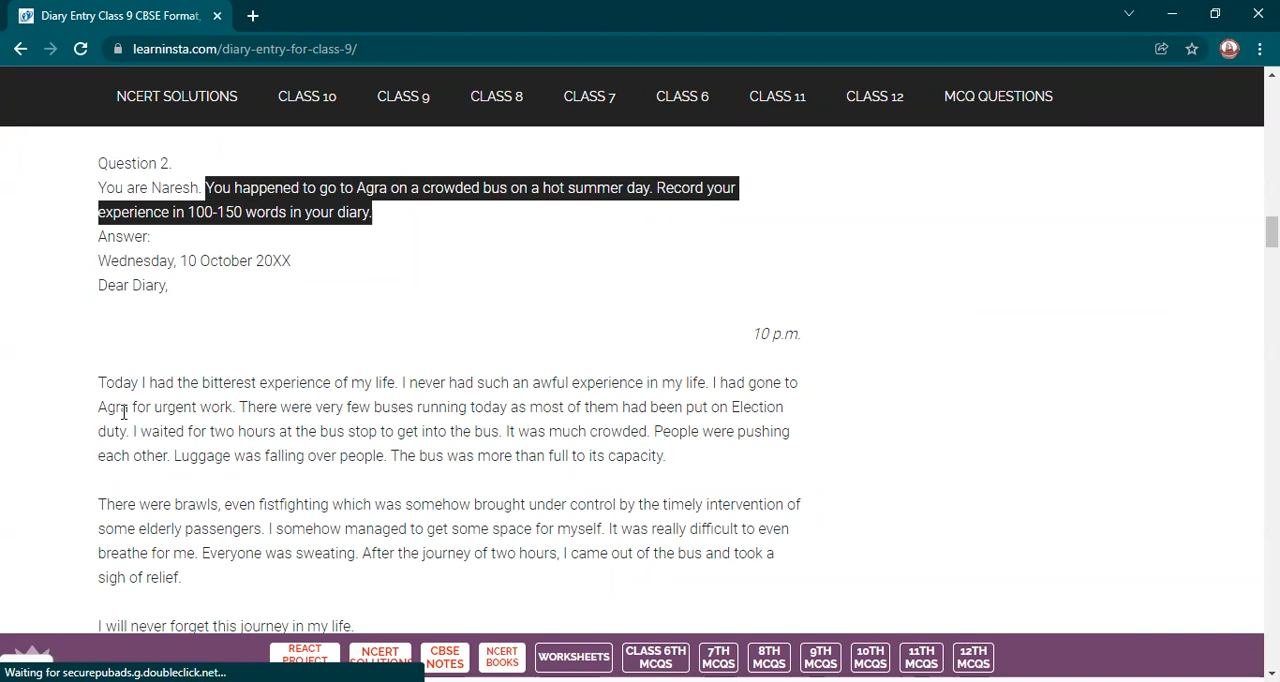 Diary Entry Class 9 CBSE Format,
learninsta.com/diary-entry-for-class-9/
NCERT SOLUTIONS CLASS 10 CLASS 9 CLASS 8 CLASS 7 CLASS 6 CLASS 11 CLASS 12 MCQ QUESTIONS
Question 2.
You are Naresh. You happened to go to Agra on a crowded bus on a hot summer day. Record your
experience in 100-150 words in your diary.
Answer:
Wednesday, 10 October 20XX
Dear Diary,
10 p.m.
Today I had the bitterest experience of my life. I never had such an awful experience in my life. I had gone to
Agra for urgent work. There were very few buses running today as most of them had been put on Election
duty. I waited for two hours at the bus stop to get into the bus. It was much crowded. People were pushing
each other. Luggage was falling over people. The bus was more than full to its capacity.
There were brawls, even fistfighting which was somehow brought under control by the timely intervention of
some elderly passengers. I somehow managed to get some space for myself. It was really difficult to even
breathe for me. Everyone was sweating. After the journey of two hours, I came out of the bus and took a
sigh of relief.
I will never forget this journey in my life.
REACT PROJECT
NCERT SOLUTIONS
CBSE NOTES
NCERT BOOKS
WORKSHEETS
CLASS 6TH MCQS
7TH MCQS
8TH MCQS
9TH MCQS
10TH MCQS
11TH MCQS
12TH MCQS
Waiting for securepubads.g.doubleclick.net...